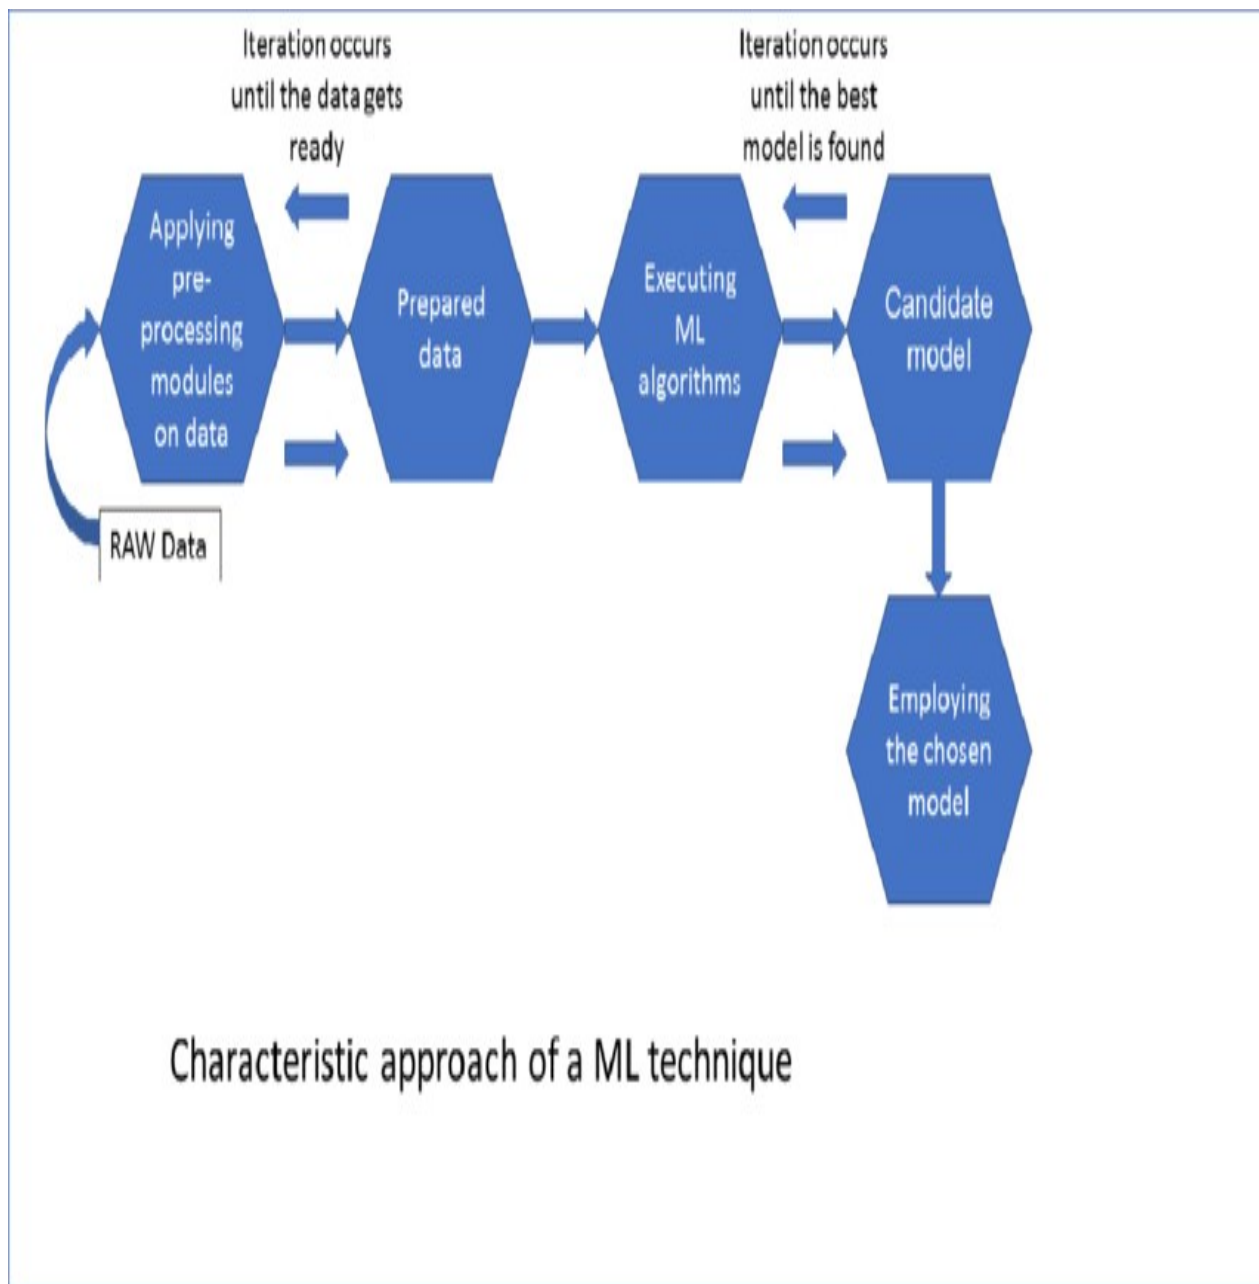 Iteration occurs
until the data gets
ready
Iteration occurs
until the best
model is found
Applying
pre-
processing
modules
on data
Prepared
data
Executing
ML
algorithms
Candidate
model
RAW Data
Employing
the chosen
model
Characteristic approach of a ML technique